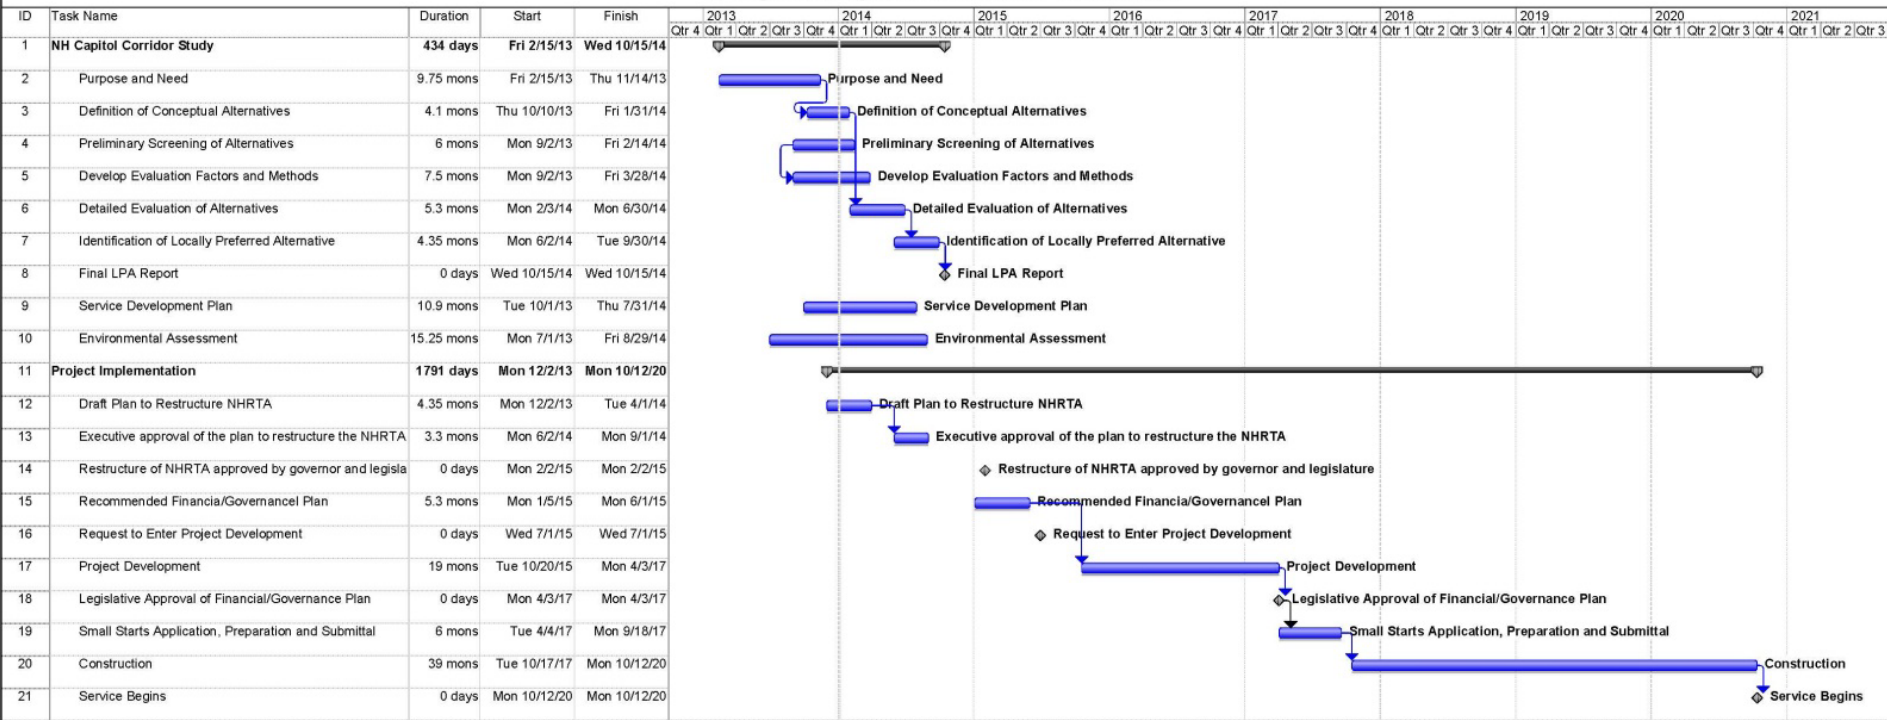 ID Task Name Duration Start Finish 2013 2014 2015 2016 2017 2018 2019 2020 2021
Qtr 4 Qtr 1 Qtr 2 Qtr 3 Qtr 4 Qtr 1 Qtr 2 Qtr 3 Qtr 4 Qtr 1 Qtr 2 Qtr 3 Qtr 4 Qtr 1 Qtr 2 Qtr 3 Qtr 4 Qtr 1 Qtr 2 Qtr 3 Qtr 4 Qtr 1 Qtr 2 Qtr 3 Qtr 4 Qtr 1 Qtr 2 Qtr 3 Qtr 4 Qtr 1 Qtr 2 Qtr 3 Qtr 4 Qtr 1 Qtr 2 Qtr 3
1 NH Capitol Corridor Study 434 days Fri 2/15/13 Wed 10/15/14
2 Purpose and Need 9.75 mons Fri 2/15/13 Thu 11/14/13 Purpose and Need
3 Definition of Conceptual Alternatives 4.1 mons Thu 10/10/13 Fri 1/31/14 Definition of Conceptual Alternatives
4 Preliminary Screening of Alternatives 6 mons Mon 9/2/13 Fri 2/14/14 Preliminary Screening of Alternatives
5 Develop Evaluation Factors and Methods 7.5 mons Mon 9/2/13 Fri 3/28/14 Develop Evaluation Factors and Methods
6 Detailed Evaluation of Alternatives 5.3 mons Mon 2/3/14 Mon 6/30/14 Detailed Evaluation of Alternatives
7 Identification of Locally Preferred Alternative 4.35 mons Mon 6/2/14 Tue 9/30/14 Identification of Locally Preferred Alternative
8 Final LPA Report 0 days Wed 10/15/14 Wed 10/15/14 Final LPA Report
9 Service Development Plan 10.9 mons Tue 10/1/13 Thu 7/31/14 Service Development Plan
10 Environmental Assessment 15.25 mons Mon 7/1/13 Fri 8/29/14 Environmental Assessment
11 Project Implementation 1791 days Mon 12/2/13 Mon 10/12/20
12 Draft Plan to Restructure NHRTA 4.35 mons Mon 12/2/13 Tue 4/1/14 Draft Plan to Restructure NHRTA
13 Executive approval of the plan to restructure the NHRTA 3.3 mons Mon 6/2/14 Mon 9/1/14 Executive approval of the plan to restructure the NHRTA
14 Restructure of NHRTA approved by governor and legisla 0 days Mon 2/2/15 Mon 2/2/15 Restructure of NHRTA approved by governor and legislature
15 Recommended Financia/Governancel Plan 5.3 mons Mon 1/5/15 Mon 6/1/15 Recommended Financia/Governancel Plan
16 Request to Enter Project Development 0 days Wed 7/1/15 Wed 7/1/15 Request to Enter Project Development
17 Project Development 19 mons Tue 10/20/15 Mon 4/3/17 Project Development
18 Legislative Approval of Financial/Governance Plan 0 days Mon 4/3/17 Mon 4/3/17 Legislative Approval of Financial/Governance Plan
19 Small Starts Application, Preparation and Submittal 6 mons Tue 4/4/17 Mon 9/18/17 Small Starts Application, Preparation and Submittal
20 Construction 39 mons Tue 10/17/17 Mon 10/12/20 Construction
21 Service Begins 0 days Mon 10/12/20 Mon 10/12/20 Service Begins